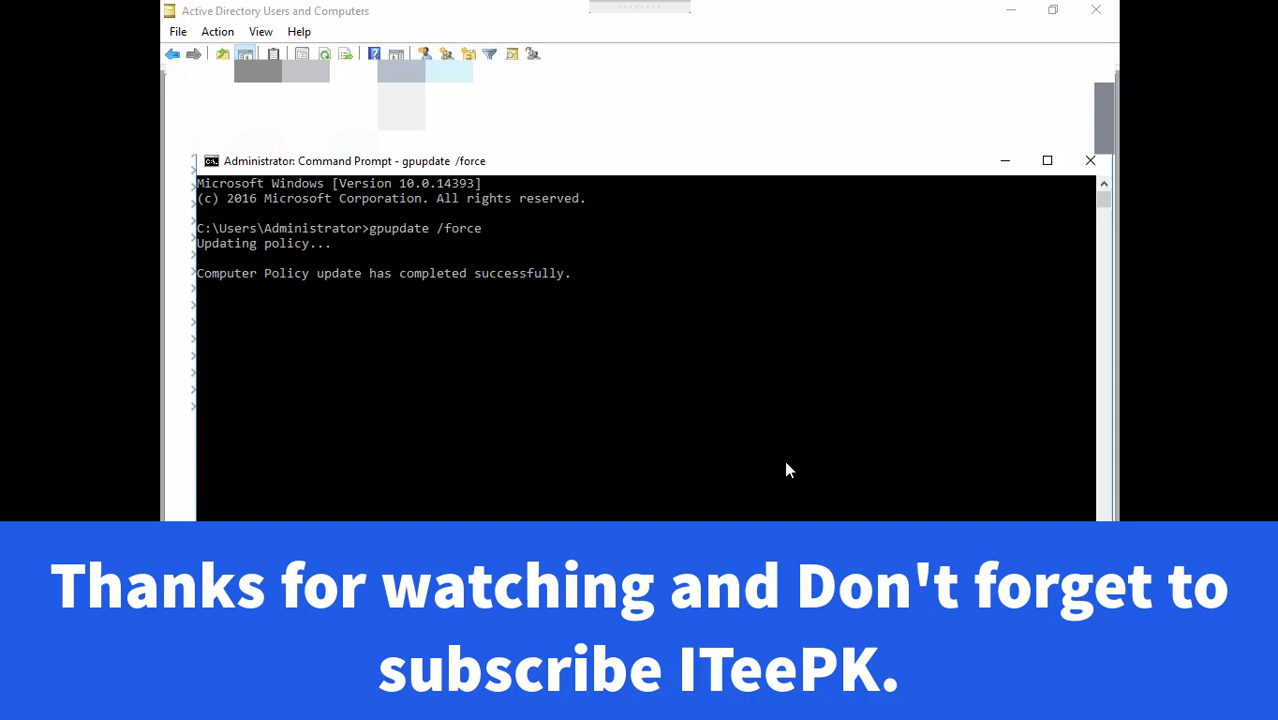 Active Directory Users and Computers
File Action View Help
Administrator: Command Prompt - gpupdate /force
Microsoft Windows [Version 10.0.14393]
(c) 2016 Microsoft Corporation. All rights reserved.
C:\Users\Administrator>gpupdate /force
Updating policy...
Computer Policy update has completed successfully.
Thanks for watching and Don't forget to
subscribe ITeePK.